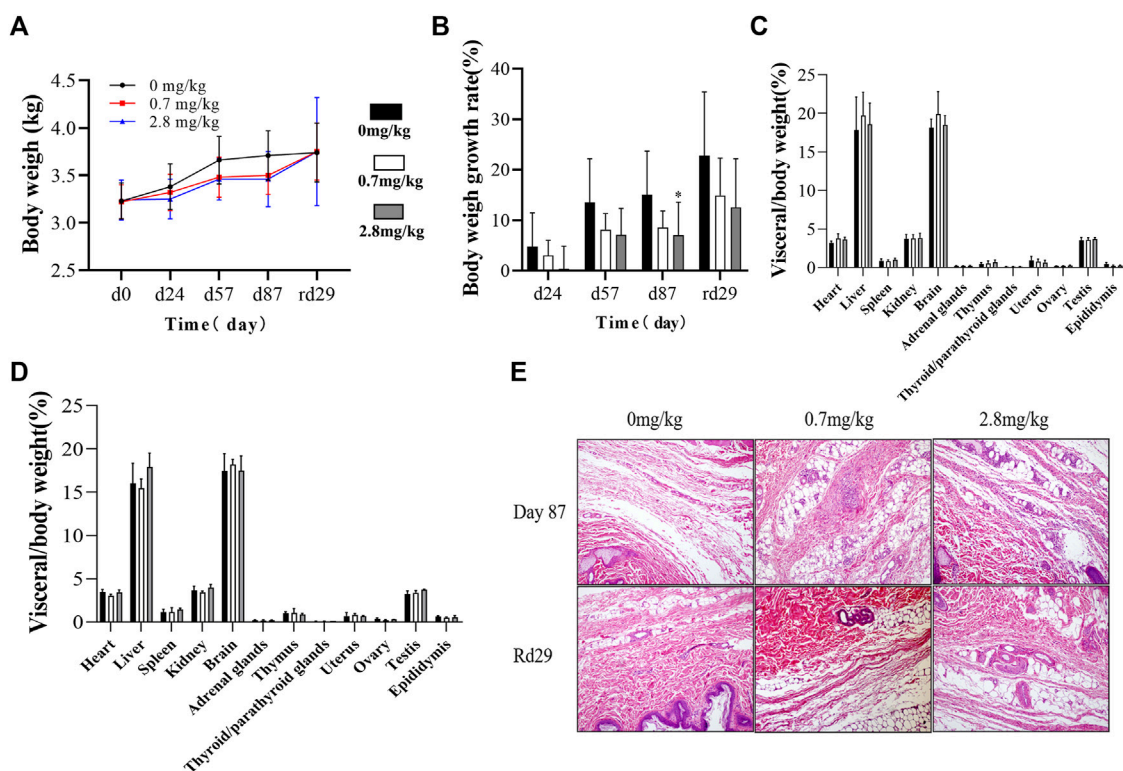 A
Body weigh (kg)
4.5
4.0
3.5
3.0
2.5
0 mg/kg
0.7 mg/kg
2.8 mg/kg
d0 d24 d57 d87 rd29
Time( day)
0mg/kg
0.7mg/kg
2.8mg/kg
B
Body weigh growth rate(%)
40
30
20
10
0
*
d24 d57 d87 rd29
Time( day)
C
Visceral/body weight(%)
25
20
15
10
5
0
Heart
Liver
Spleen
Kidney
Brain
Adrenal glands
Thymus
Thyroid/parathyroid glands
Uterus
Ovary
Testis
Epididymis
D
Visceral/body weight(%)
25
20
15
10
5
0
Heart
Liver
Spleen
Kidney
Brain
Adrenal glands
Thymus
Thyroid/parathyroid glands
Uterus
Ovary
Testis
Epididymis
E
0mg/kg 0.7mg/kg 2.8mg/kg
Day 87
Rd29